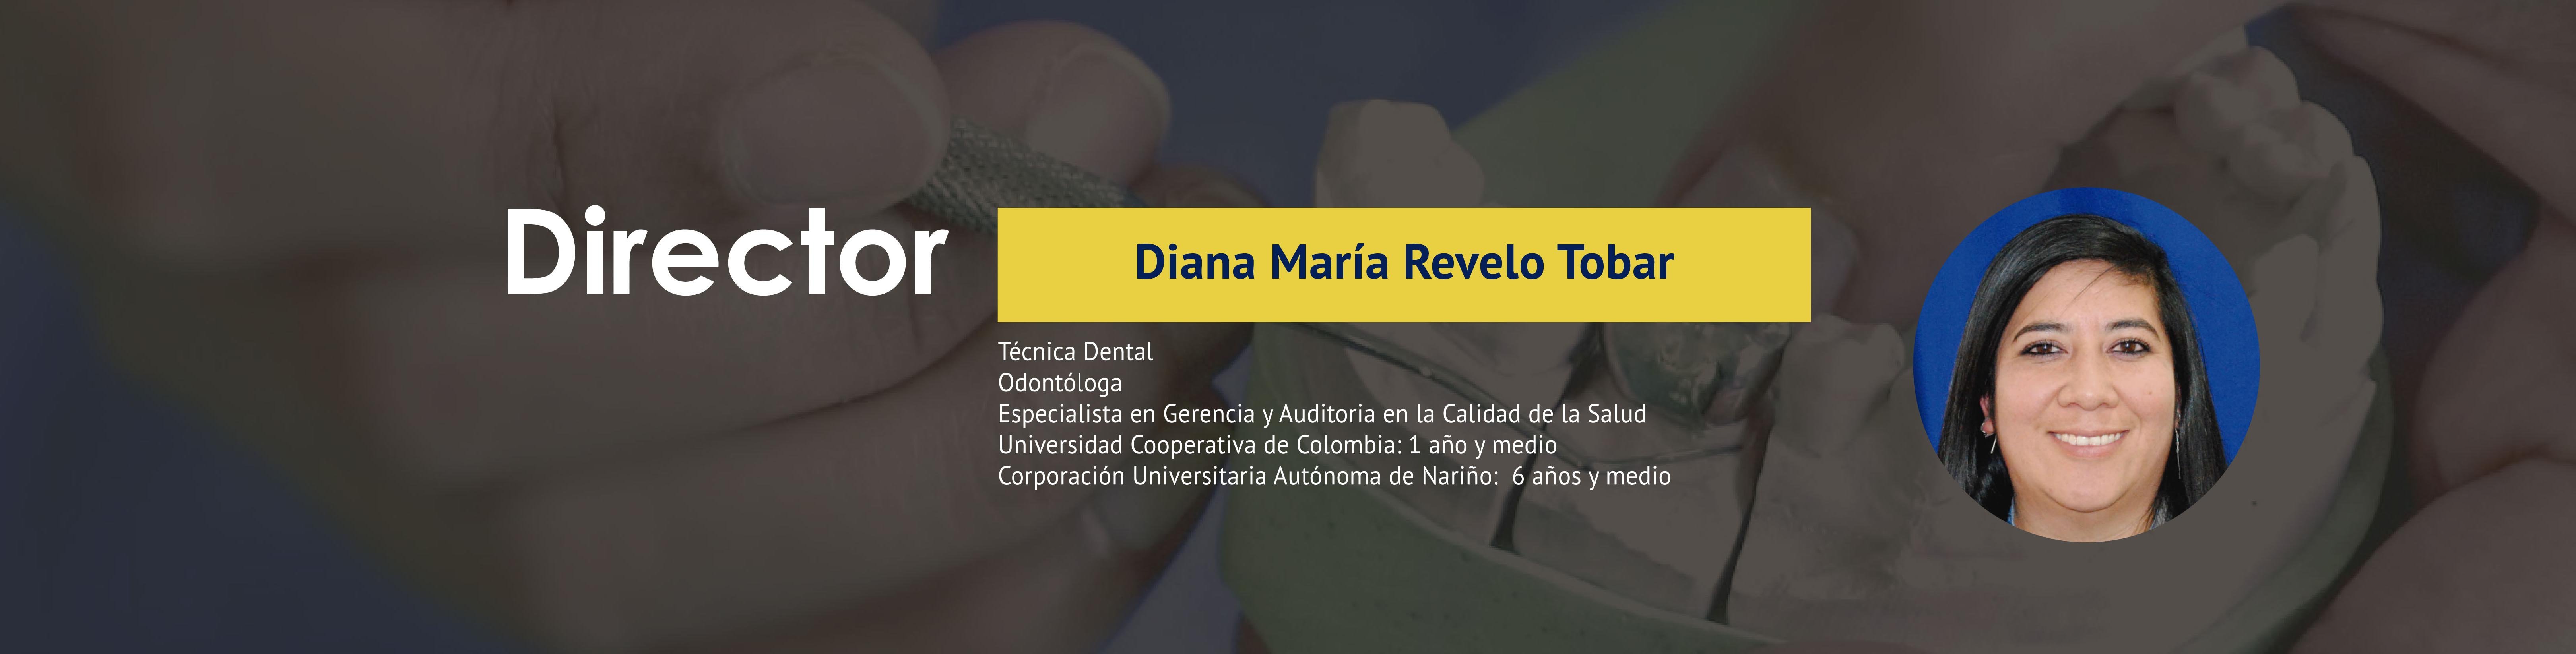 Director
Diana María Revelo Tobar
Técnica Dental
Odontóloga
Especialista en Gerencia y Auditoria en la Calidad de la Salud
Universidad Cooperativa de Colombia: 1 año y medio
Corporación Universitaria Autónoma de Nariño:  6 años y medio